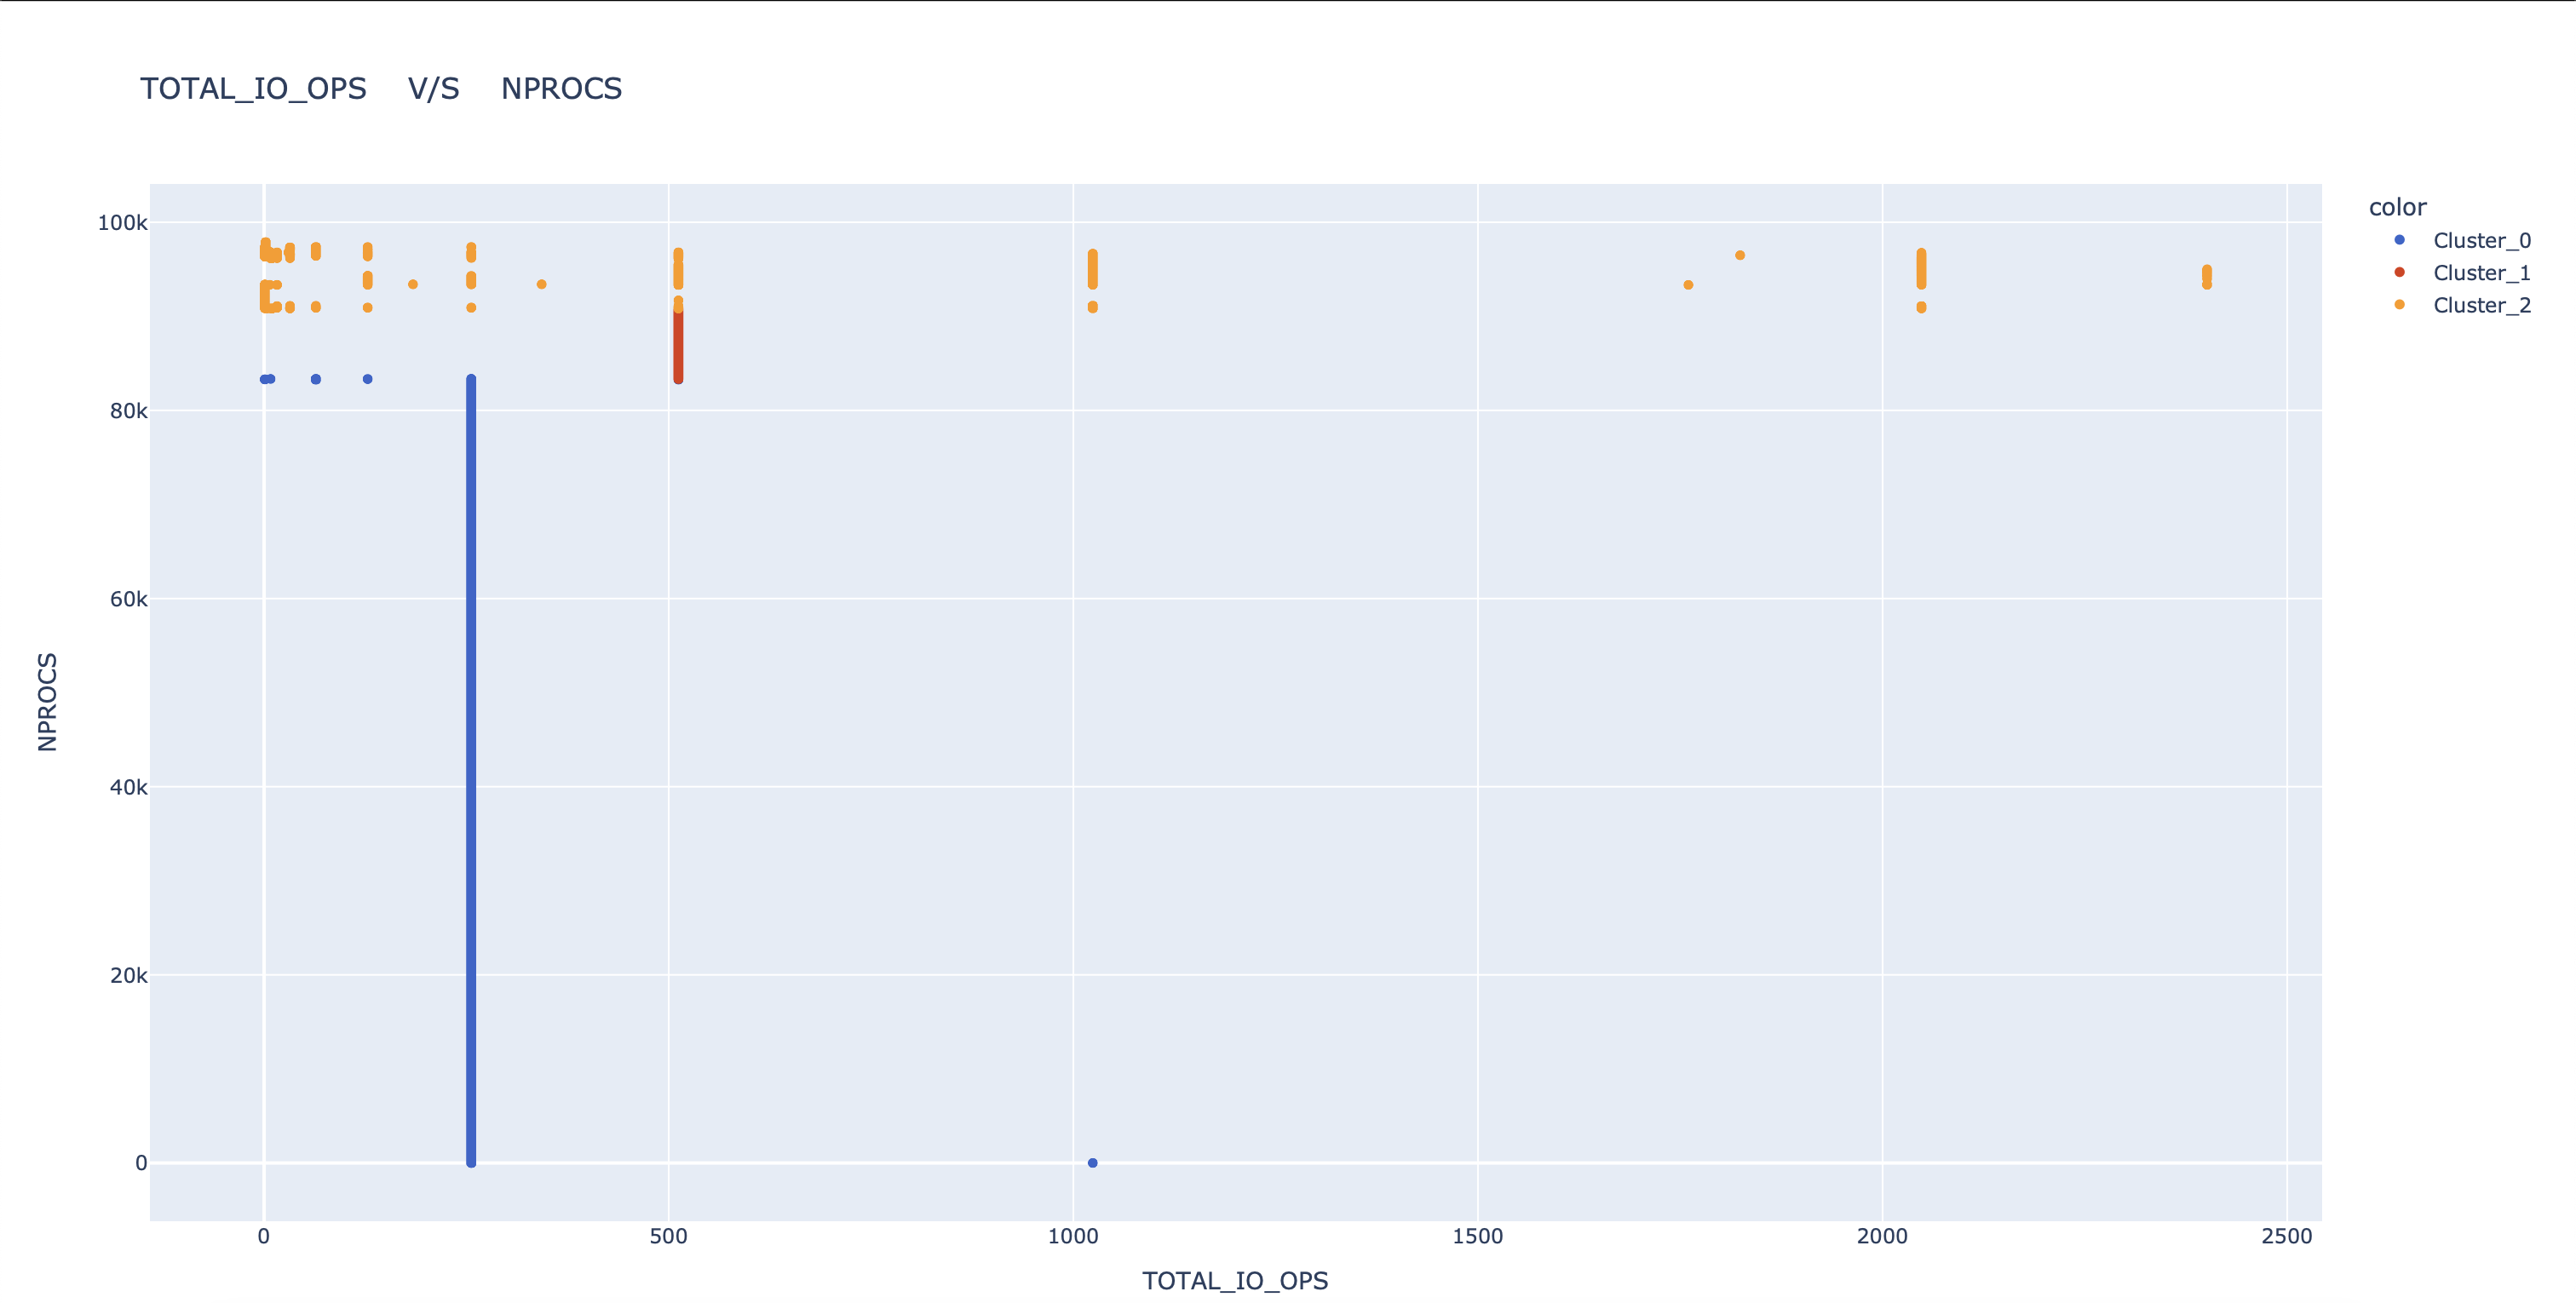 TOTAL_IO_OPS V/S NPROCS
color
Cluster_0
Cluster_1
Cluster_2
100k
80k
60k
40k
20k
0
NPROCS
0 500 1000 1500 2000 2500
TOTAL_IO_OPS